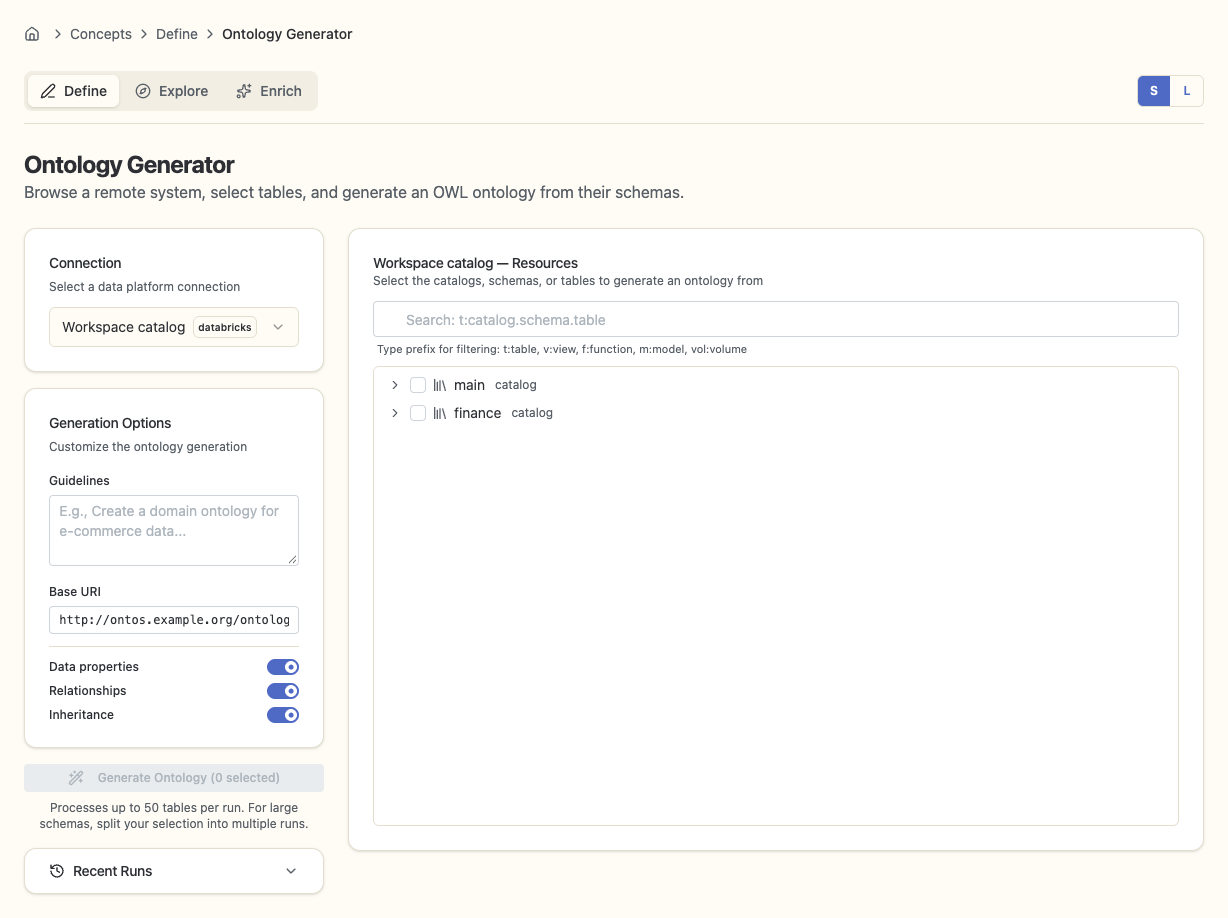 Concepts > Define > Ontology Generator
Define
Explore
Enrich
S
L
Ontology Generator
Browse a remote system, select tables, and generate an OWL ontology from their schemas.
Connection
Select a data platform connection
Workspace catalog databricks
Generation Options
Customize the ontology generation
Guidelines
E.g., Create a domain ontology for
e-commerce data...
Base URI
http://ontos.example.org/ontolog
Data properties
Relationships
Inheritance
Generate Ontology (0 selected)
Processes up to 50 tables per run. For large
schemas, split your selection into multiple runs.
Recent Runs
Workspace catalog — Resources
Select the catalogs, schemas, or tables to generate an ontology from
Search: t:catalog.schema.table
Type prefix for filtering: t:table, v:view, f:function, m:model, vol:volume
main catalog
finance catalog